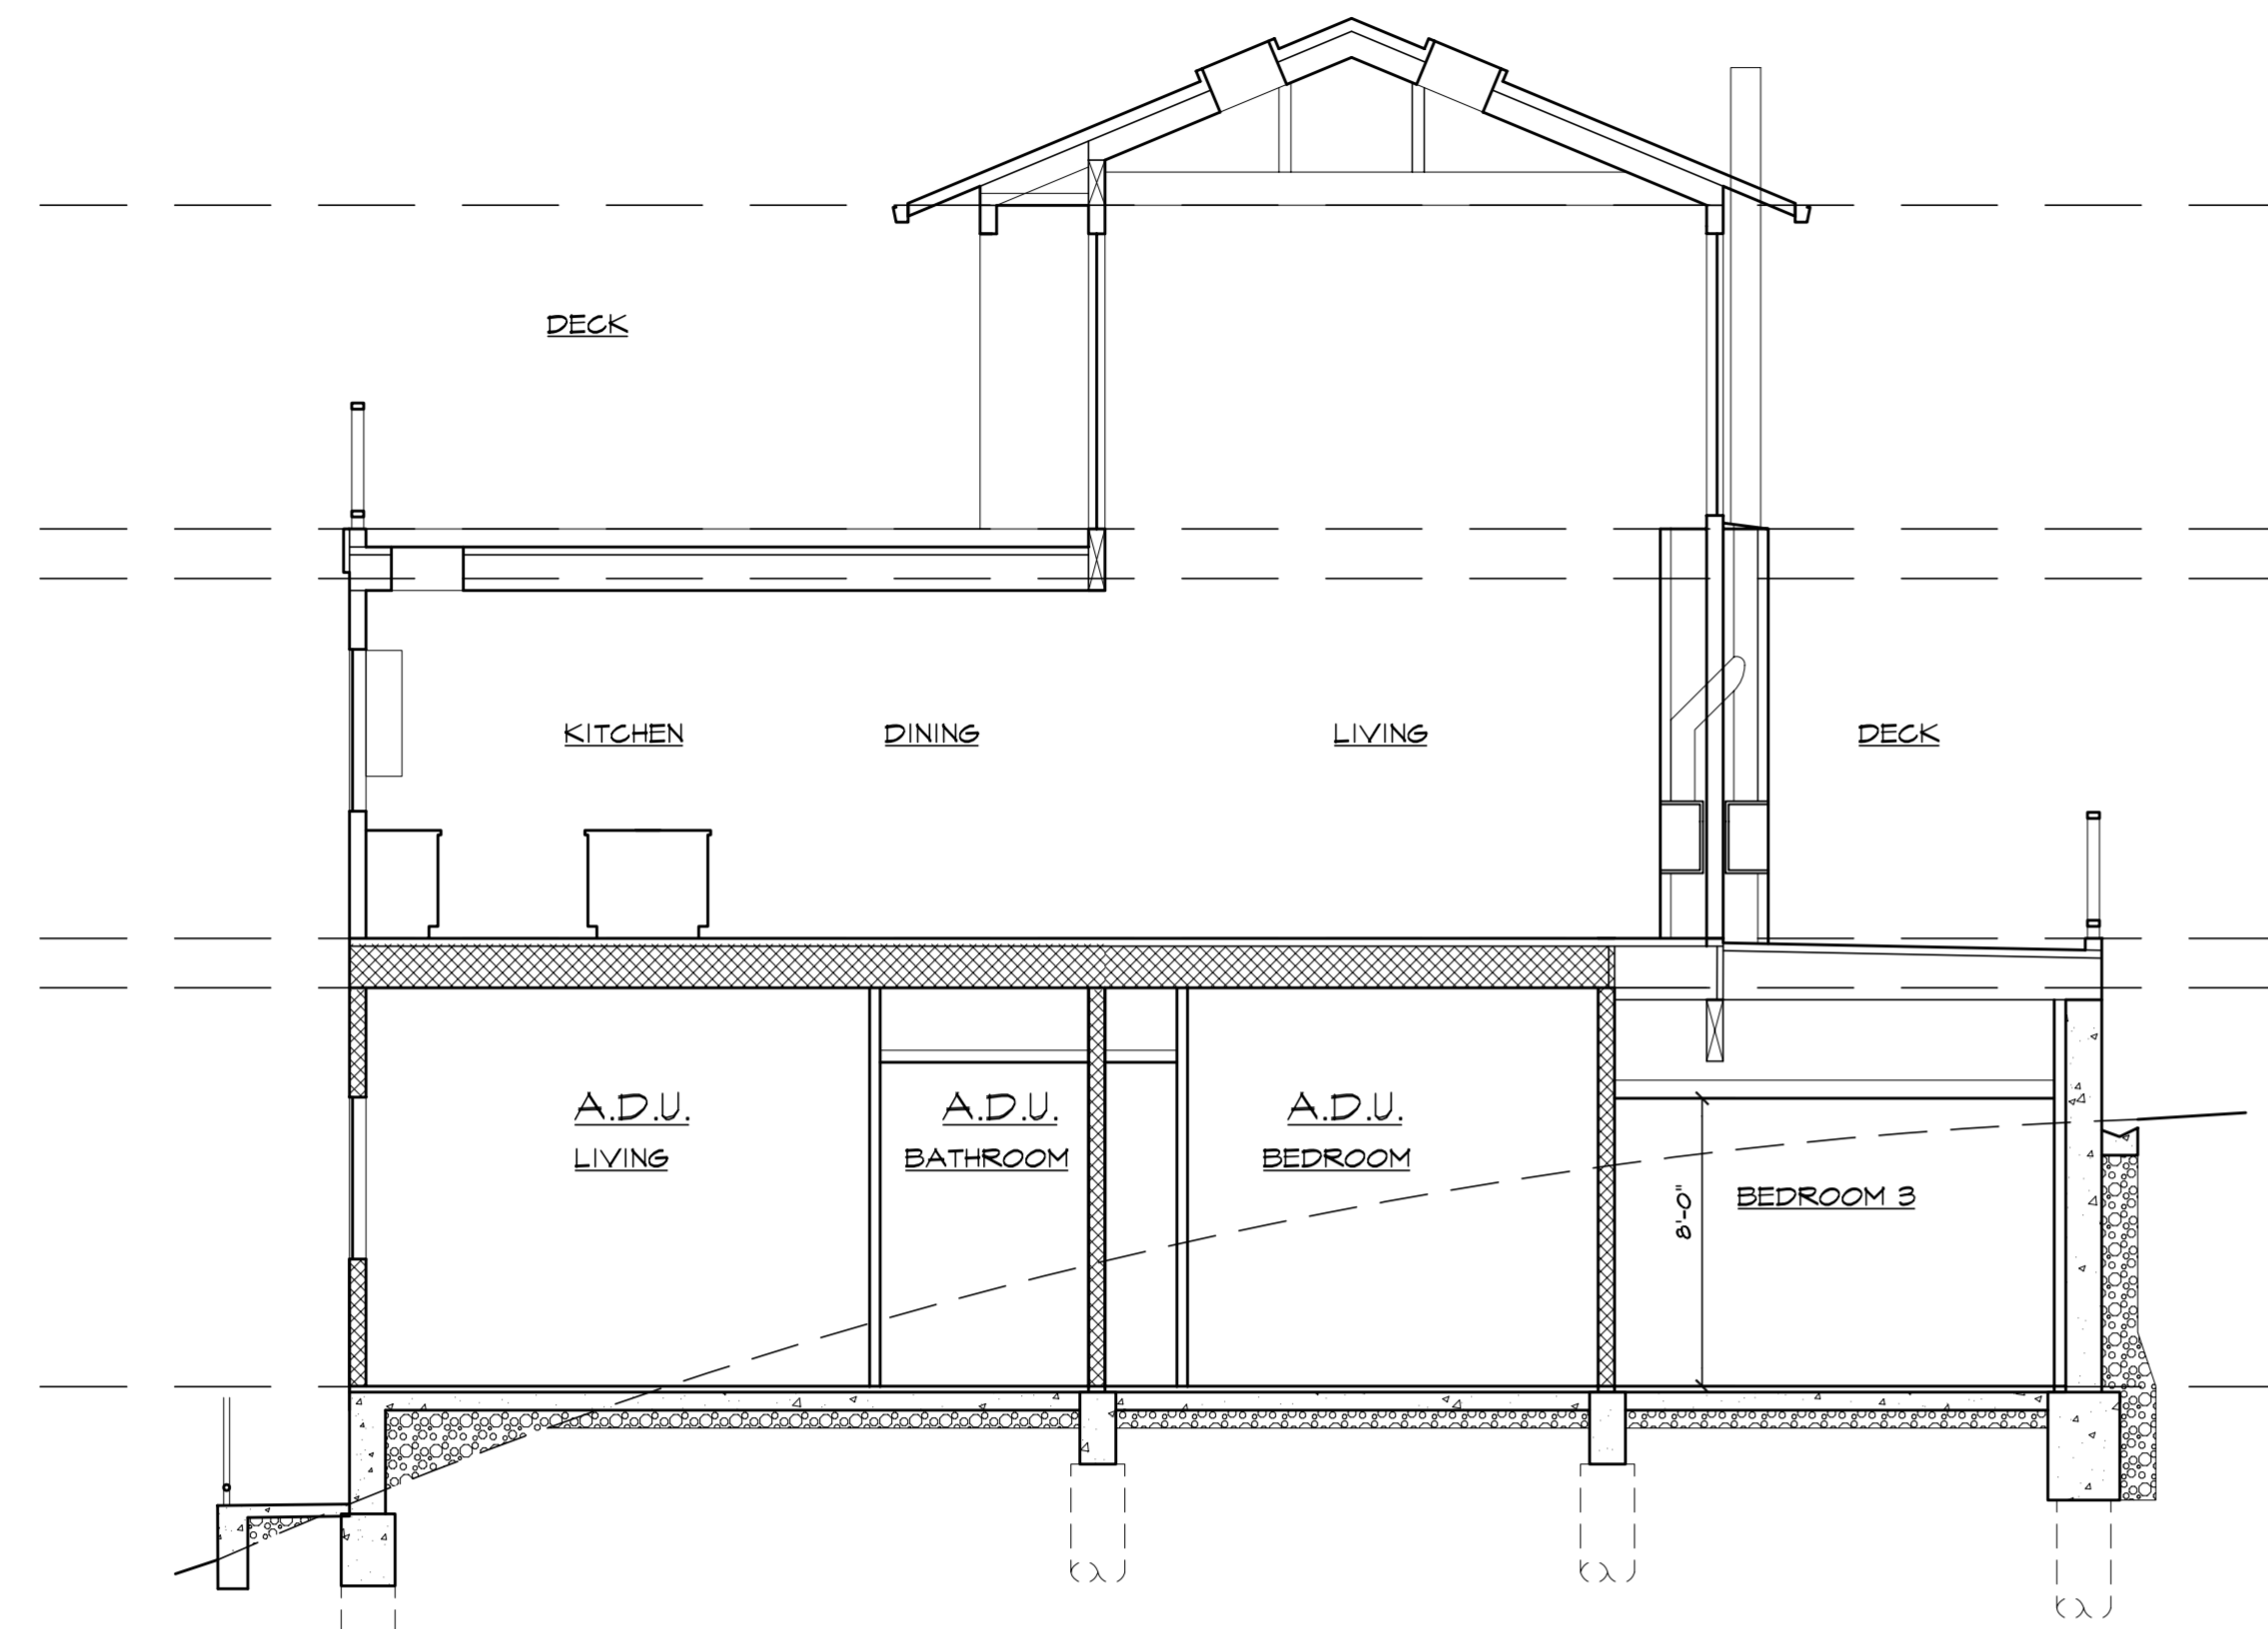 DECK
KITCHEN
DINING
LIVING
DECK
A.D.U.
LIVING
A.D.U.
BATHROOM
A.D.U.
BEDROOM
8'-0"
BEDROOM 3